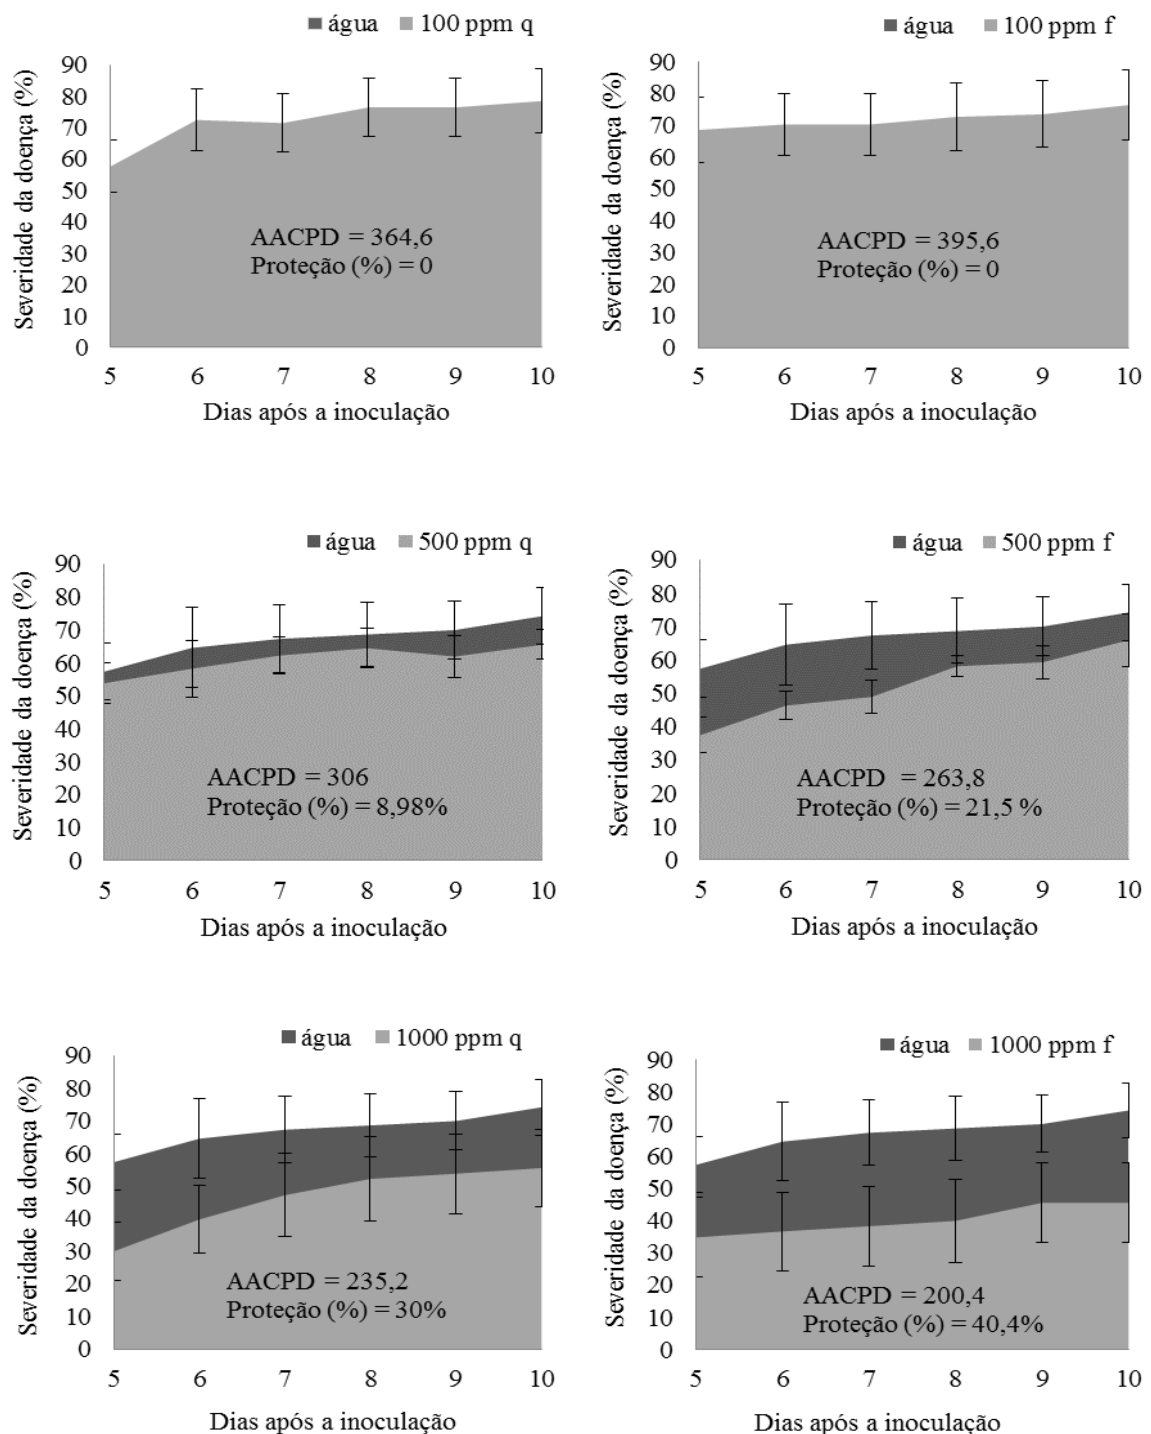 água 100 ppm q
Severidade da doença (%)
90
80
70
60
50
40
30
20
10
0
AACPD = 364,6
Proteção (%) = 0
5 6 7 8 9 10
Dias após a inoculação
água 100 ppm f
Severidade da doença (%)
90
80
70
60
50
40
30
20
10
0
AACPD = 395,6
Proteção (%) = 0
5 6 7 8 9 10
Dias após a inoculação
água 500 ppm q
Severidade da doença (%)
90
80
70
60
50
40
30
20
10
0
AACPD = 306
Proteção (%) = 8,98%
5 6 7 8 9 10
Dias após a inoculação
água 500 ppm f
Severidade da doença (%)
90
80
70
60
50
40
30
20
10
0
AACPD = 263,8
Proteção (%) = 21,5 %
5 6 7 8 9 10
Dias após a inoculação
água 1000 ppm q
Severidade da doença (%)
90
80
70
60
50
40
30
20
10
0
AACPD = 235,2
Proteção (%) = 30%
5 6 7 8 9 10
Dias após a inoculação
água 1000 ppm f
Severidade da doença (%)
90
80
70
60
50
40
30
20
10
0
AACPD = 200,4
Proteção (%) = 40,4%
5 6 7 8 9 10
Dias após a inoculação